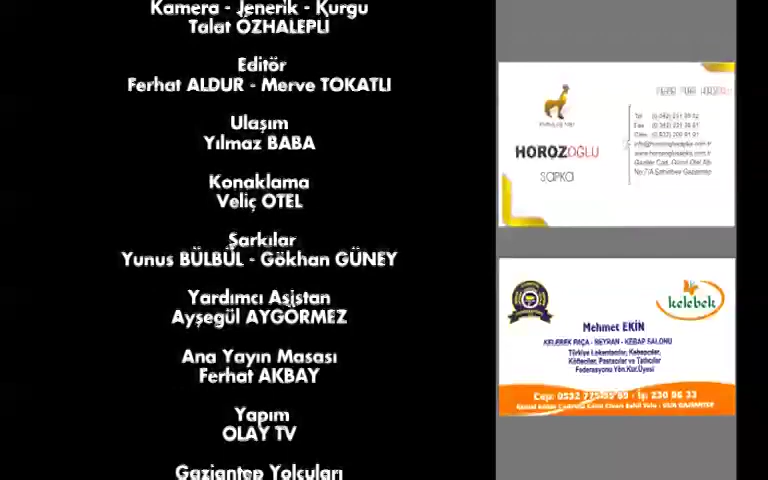 Kamera - Jenerik - Kurgu
Talat ÖZHALEPLİ
Editör
Ferhat ALDUR - Merve TOKATLI
Ulaşım
Yılmaz BABA
Konaklama
Veliç OTEL
Şarkılar
Yunus BÜLBÜL - Gökhan GÜNEY
Yardımcı Asistan
Ayşegül AYGÖRMEZ
Ana Yayın Masası
Ferhat AKBAY
Yapım
OLAY TV
Gaziantep Yolcuları
HOROZOGLU
ŞAPKA
kelebek
Mehmet EKİN
KELEBEK PAÇA - BEYRAN - KEBAP SALONU
Türkiye Lokantacılar, Kebapçılar,
Köfteciler, Pastacılar ve Tatlıcılar
Federasyonu Yön.Kur.Üyesi